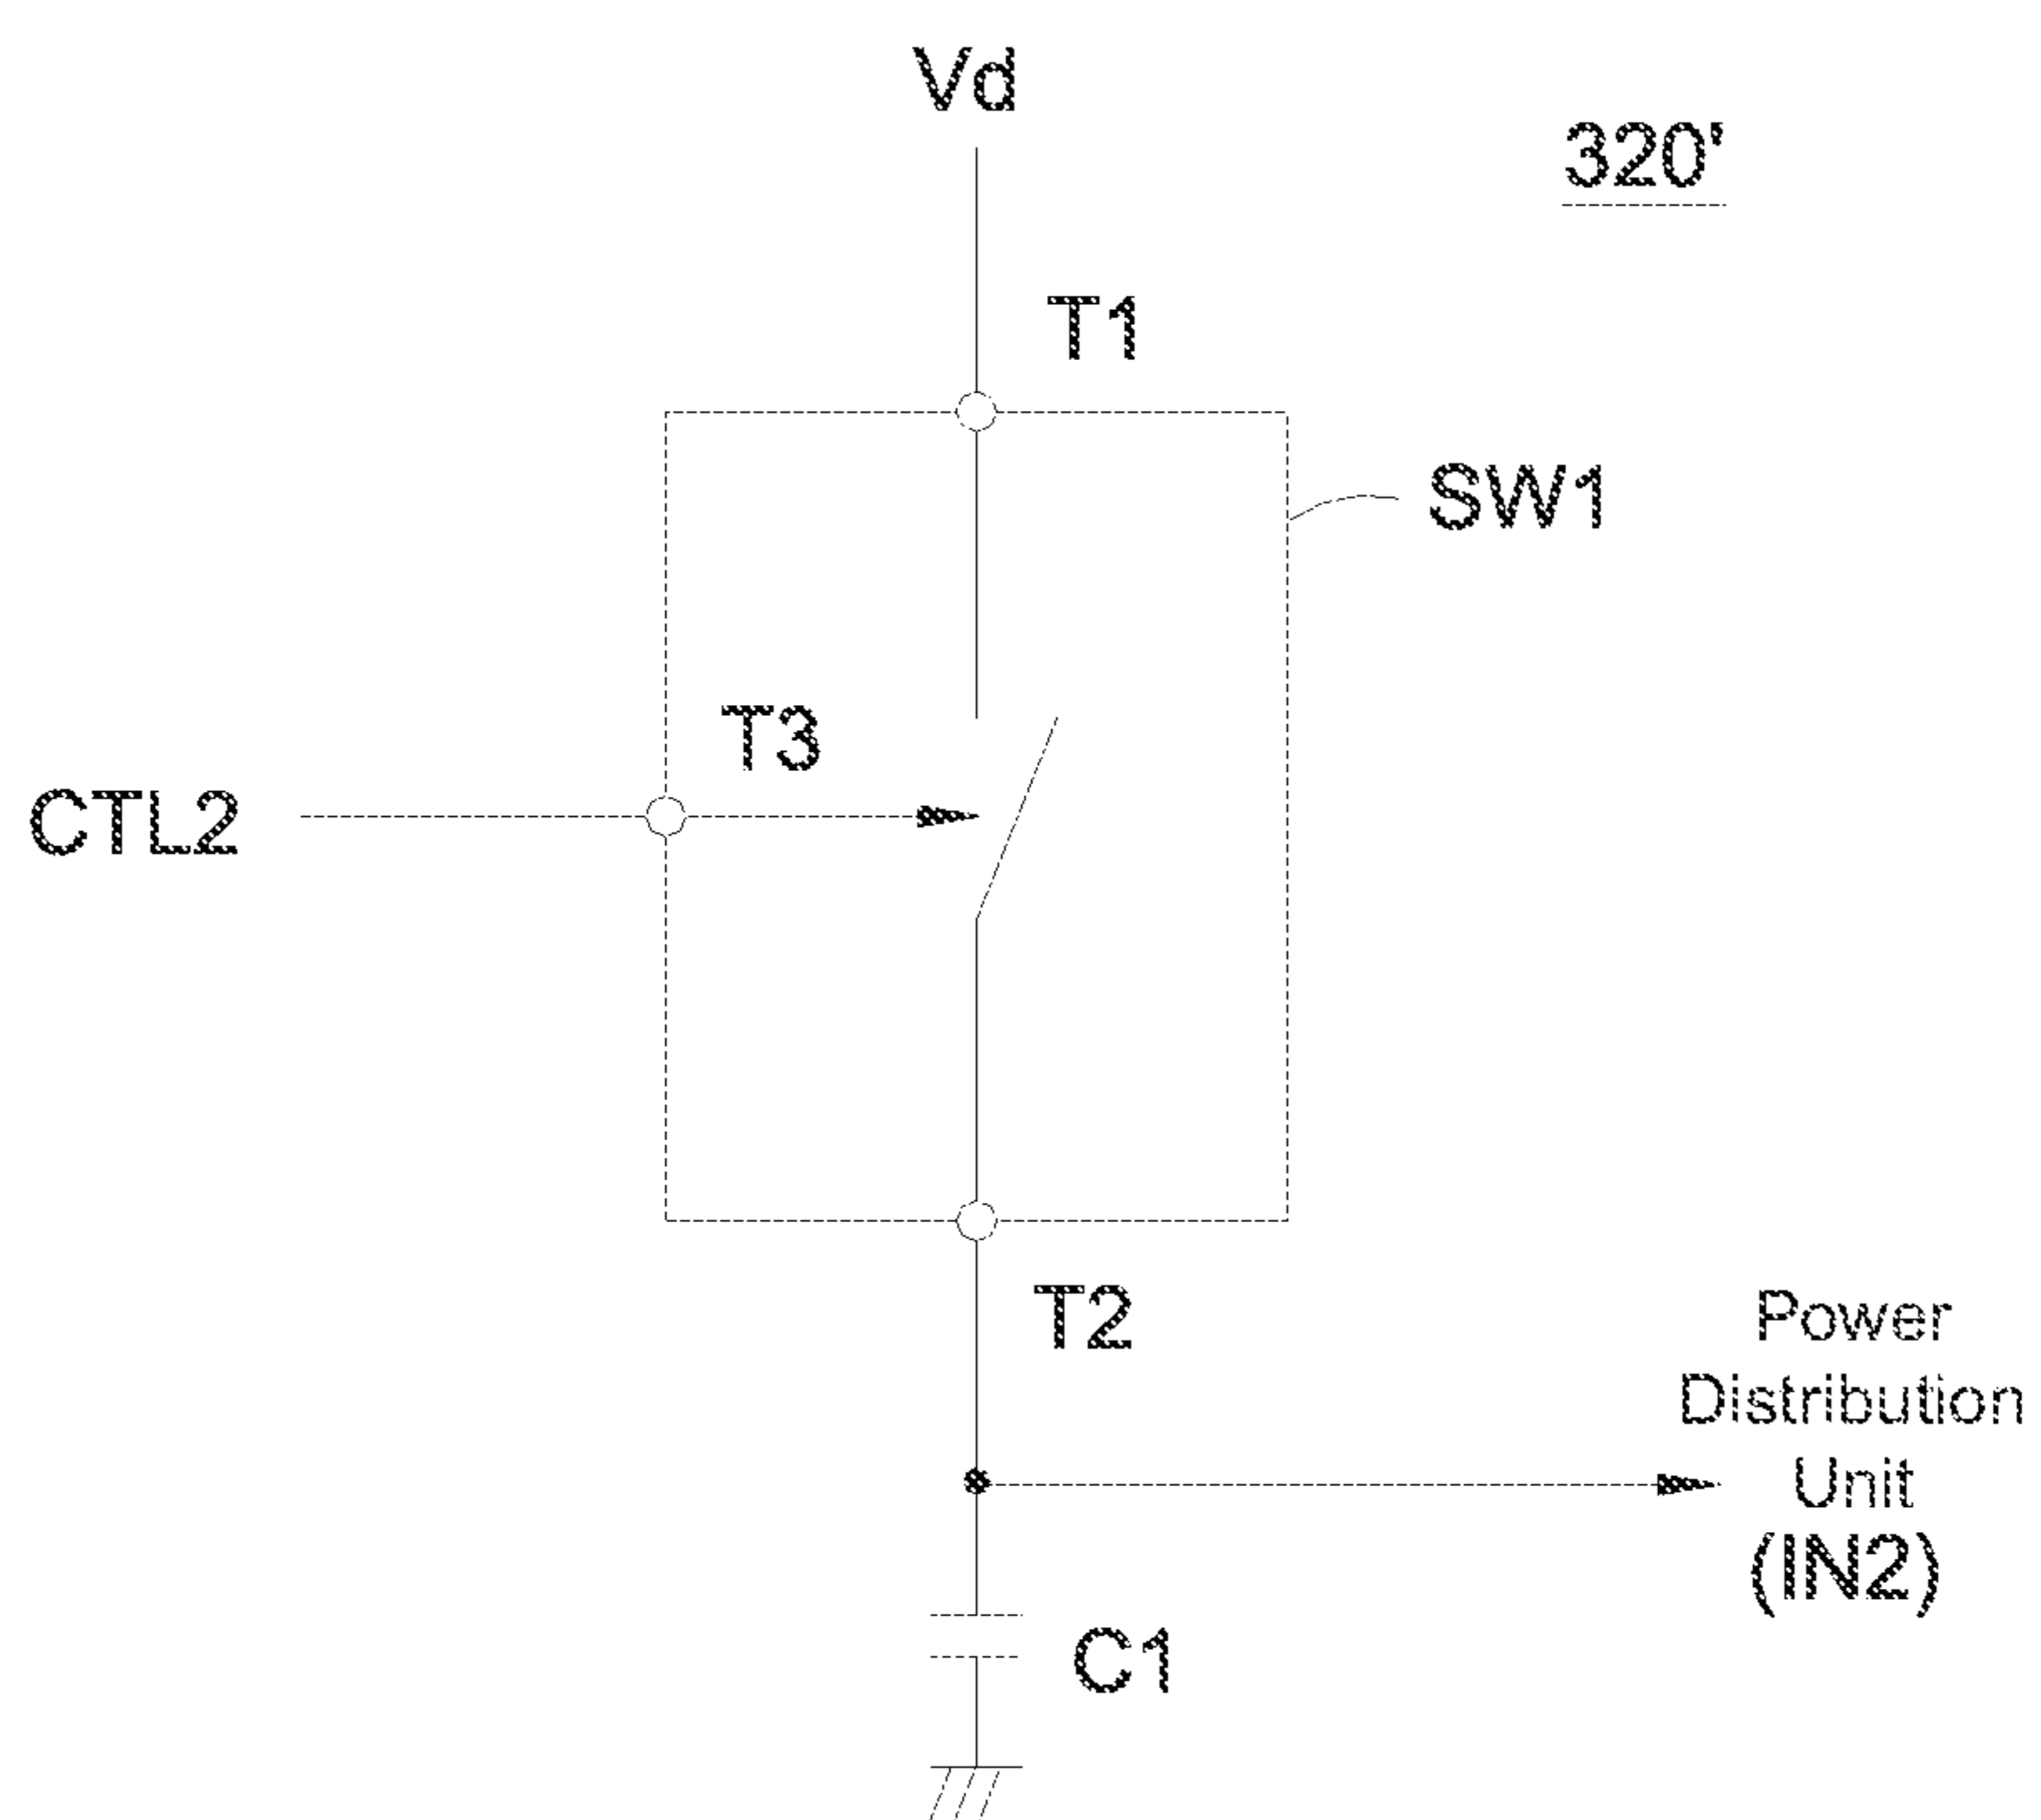 Vd
320'
T1
SW1
T3
CTL2
T2
Power
Distribution
Unit
(IN2)
C1